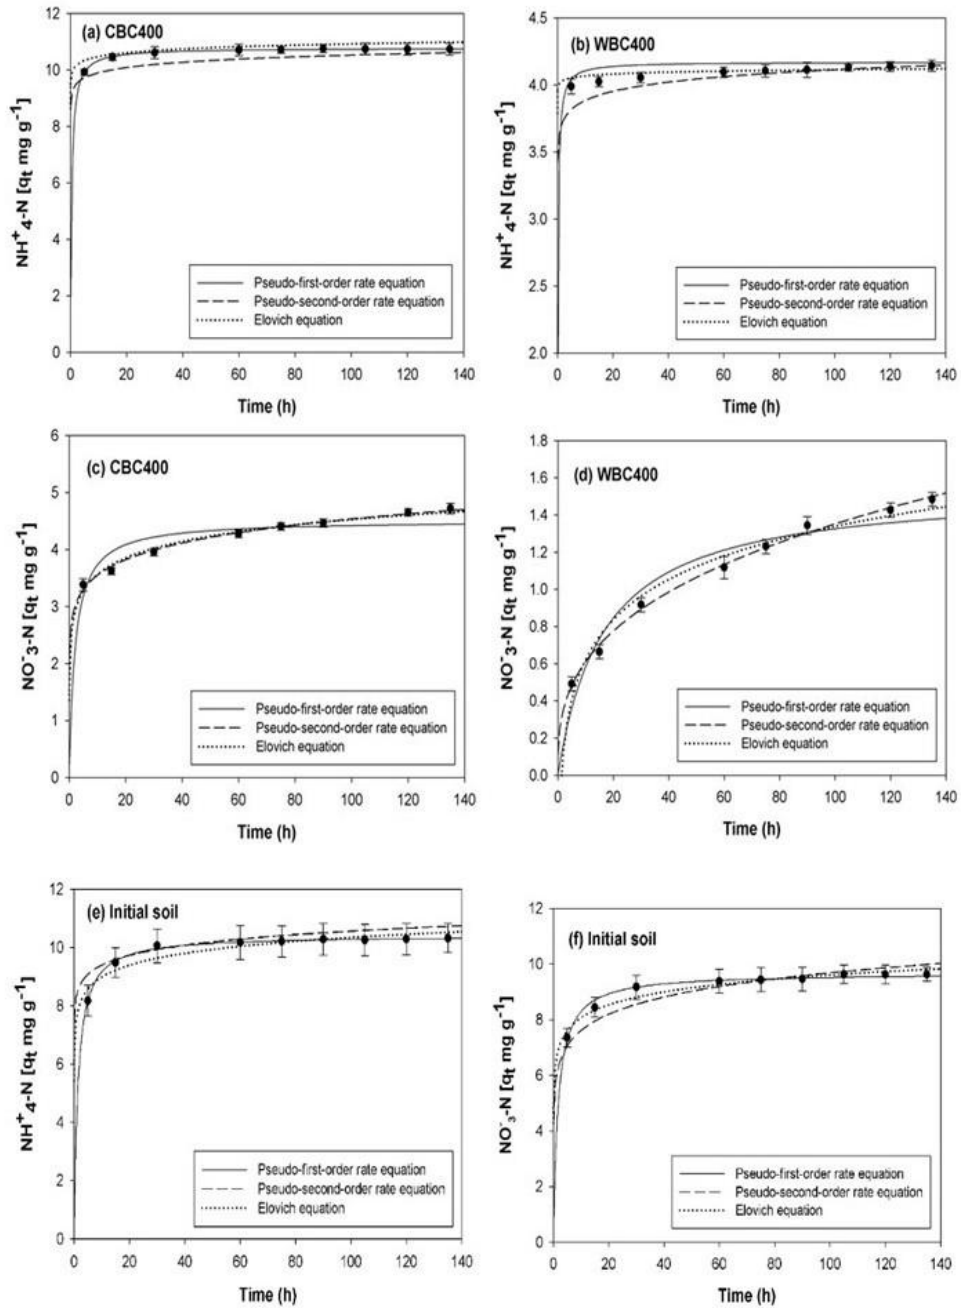 (a) CBC400
NH⁺₄-N [qt mg g⁻¹]
12
10
8
6
4
2
0
Pseudo-first-order rate equation
Pseudo-second-order rate equation
Elovich equation
0 20 40 60 80 100 120 140
Time (h)
(b) WBC400
NH⁺₄-N [qt mg g⁻¹]
4.5
4.0
3.5
3.0
2.5
2.0
Pseudo-first-order rate equation
Pseudo-second-order rate equation
Elovich equation
0 20 40 60 80 100 120 140
Time (h)
(c) CBC400
NO⁻₃-N [qt mg g⁻¹]
6
5
4
3
2
1
0
Pseudo-first-order rate equation
Pseudo-second-order rate equation
Elovich equation
0 20 40 60 80 100 120 140
Time (h)
(d) WBC400
NO⁻₃-N [qt mg g⁻¹]
1.8
1.6
1.4
1.2
1.0
0.8
0.6
0.4
0.2
0.0
Pseudo-first-order rate equation
Pseudo-second-order rate equation
Elovich equation
0 20 40 60 80 100 120 140
Time (h)
(e) Initial soil
NH⁺₄-N [qt mg g⁻¹]
12
10
8
6
4
2
0
Pseudo-first-order rate equation
Pseudo-second-order rate equation
Elovich equation
0 20 40 60 80 100 120 140
Time (h)
(f) Initial soil
NO⁻₃-N [qt mg g⁻¹]
12
10
8
6
4
2
0
Pseudo-first-order rate equation
Pseudo-second-order rate equation
Elovich equation
0 20 40 60 80 100 120 140
Time (h)